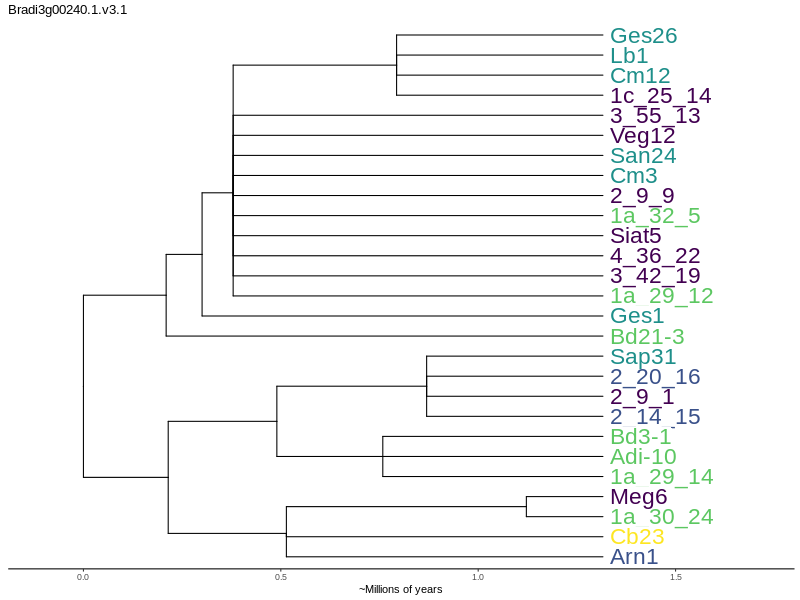 Bradi3g00240.1.v3.1
Ges26
Lb1
Cm12
1c_25_14
3_55_13
Veg12
San24
Cm3
2_9_9
1a_32_5
Siat5
4_36_22
3_42_19
1a_29_12
Ges1
Bd21-3
Sap31
2_20_16
2_9_1
2_14_15
Bd3-1
Adi-10
1a_29_14
Meg6
1a_30_24
Cb23
Arn1
0.0 0.5 1.0 1.5
~Millions of years